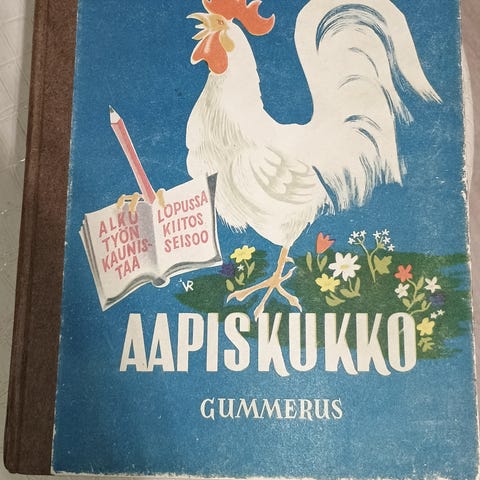 ALKU
TYÖN
KAUNIS-
TAA
LOPUSSA
KIITOS
SEISOO
VR
AAPISKUKKO
GUMMERUS